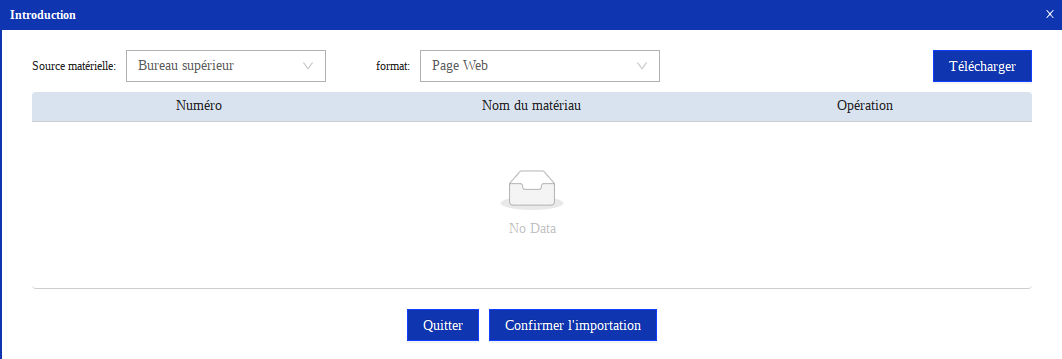 Introduction X
Source matérielle: Bureau supérieur format: Page Web Télécharger
Numéro Nom du matériau Opération
No Data
Quitter Confirmer l'importation